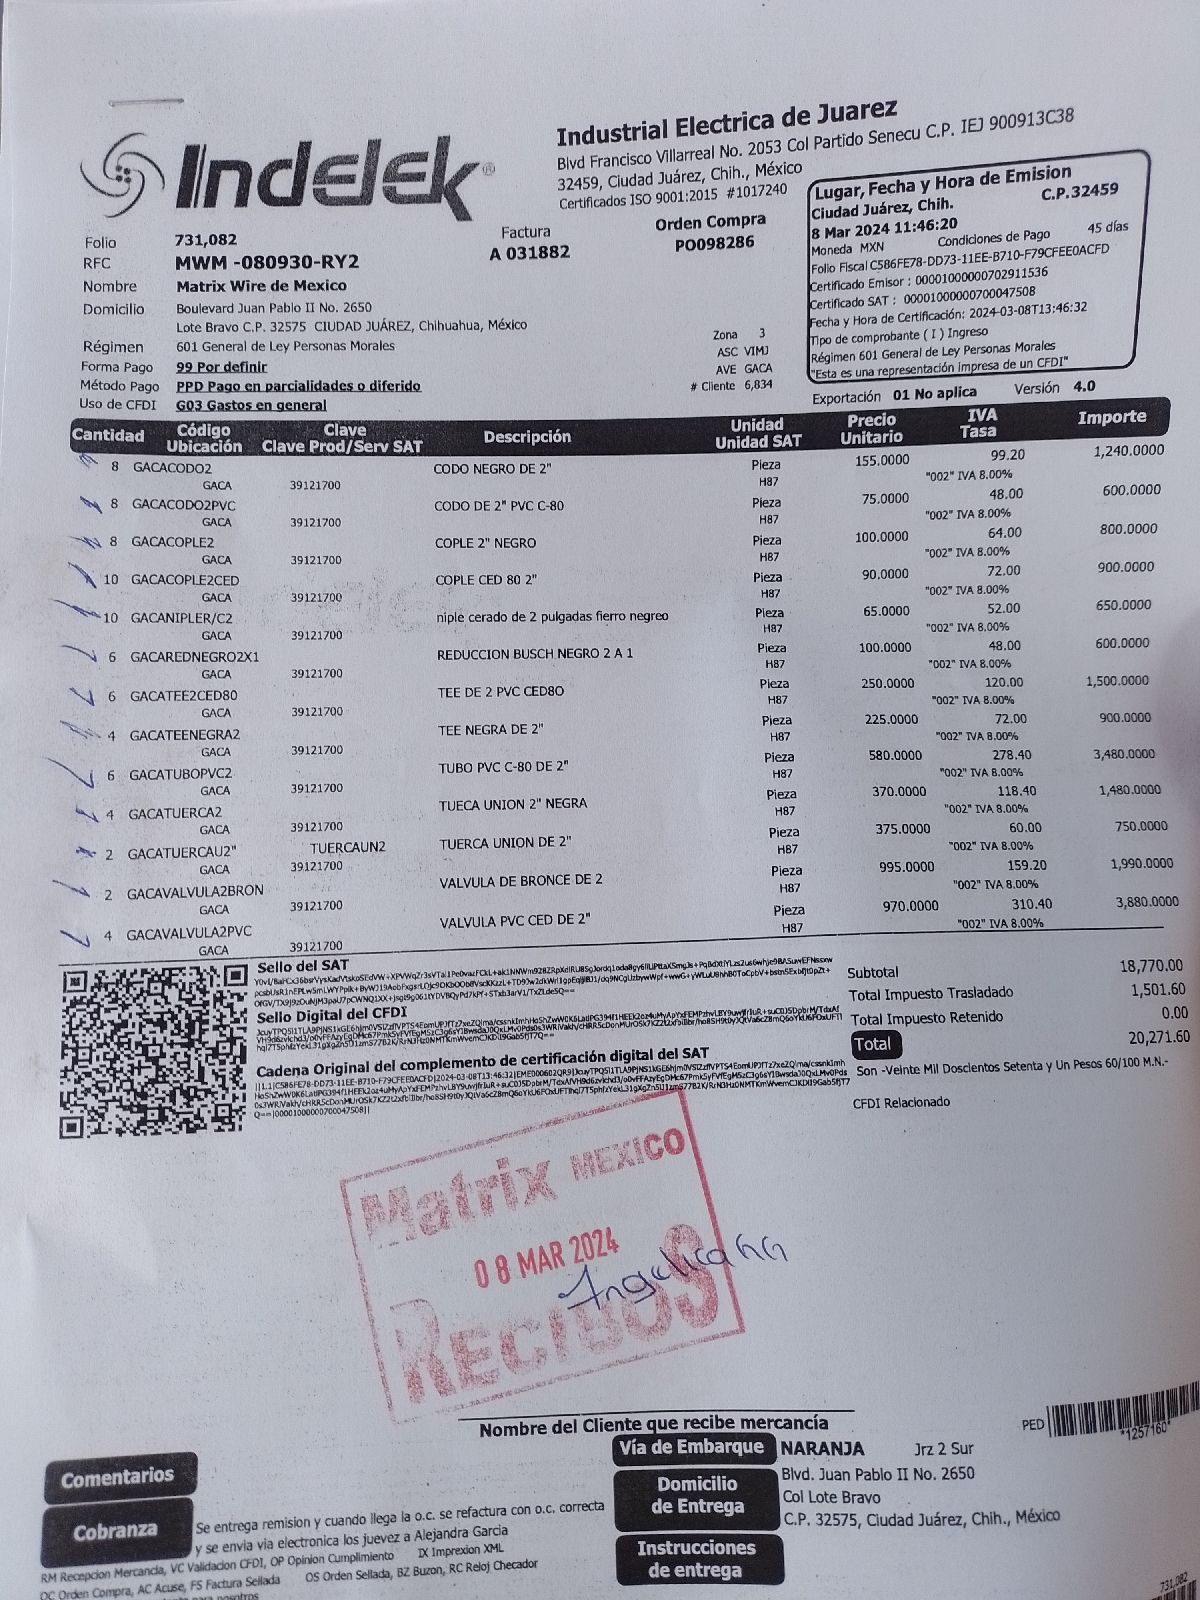 Indelek®
Industrial Electrica de Juarez
Blvd Francisco Villarreal No. 2053 Col Partido Senecu C.P. IEJ 900913C38
32459, Ciudad Juárez, Chih., México
Certificados ISO 9001:2015 #1017240
Lugar, Fecha y Hora de Emision
Ciudad Juárez, Chih. C.P.32459
8 Mar 2024 11:46:20
Moneda MXN Condiciones de Pago 45 días
Folio Fiscal C586FE78-DD73-11EE-B710-F79CFEE0ACFD
Certificado Emisor : 00001000000702911536
Certificado SAT : 00001000000700047508
Fecha y Hora de Certificación: 2024-03-08T13:46:32
Tipo de comprobante ( I ) Ingreso
Régimen 601 General de Ley Personas Morales
"Esta es una representación impresa de un CFDI"
Exportación 01 No aplica Versión 4.0
Factura
A 031882
Orden Compra
PO098286
Folio 731,082
RFC MWM -080930-RY2
Nombre Matrix Wire de Mexico
Domicilio Boulevard Juan Pablo II No. 2650
Lote Bravo C.P. 32575 CIUDAD JUÁREZ, Chihuahua, México
Régimen 601 General de Ley Personas Morales
Forma Pago 99 Por definir
Método Pago PPD Pago en parcialidades o diferido
Uso de CFDI G03 Gastos en general
Zona 3
ASC VIMJ
AVE GACA
# Cliente 6,834
Cantidad Código Ubicación Clave Clave Prod/Serv SAT Descripción Unidad Unidad SAT Precio Unitario IVA Tasa Importe
8 GACACODO2 CODO NEGRO DE 2" Pieza 155.0000 99.20 1,240.0000
GACA 39121700 H87 "002" IVA 8.00%
8 GACACODO2PVC CODO DE 2" PVC C-80 Pieza 75.0000 48.00 600.0000
GACA 39121700 H87 "002" IVA 8.00%
8 GACACOPLE2 COPLE 2" NEGRO Pieza 100.0000 64.00 800.0000
GACA 39121700 H87 "002" IVA 8.00%
10 GACACOPLE2CED COPLE CED 80 2" Pieza 90.0000 72.00 900.0000
GACA 39121700 H87 "002" IVA 8.00%
10 GACANIPLER/C2 niple cerado de 2 pulgadas fierro negreo Pieza 65.0000 52.00 650.0000
GACA 39121700 H87 "002" IVA 8.00%
6 GACAREDNEGRO2X1 REDUCCION BUSCH NEGRO 2 A 1 Pieza 100.0000 48.00 600.0000
GACA 39121700 H87 "002" IVA 8.00%
6 GACATEE2CED80 TEE DE 2 PVC CED8O Pieza 250.0000 120.00 1,500.0000
GACA 39121700 H87 "002" IVA 8.00%
4 GACATEENEGRA2 TEE NEGRA DE 2" Pieza 225.0000 72.00 900.0000
GACA 39121700 H87 "002" IVA 8.00%
6 GACATUBOPVC2 TUBO PVC C-80 DE 2" Pieza 580.0000 278.40 3,480.0000
GACA 39121700 H87 "002" IVA 8.00%
4 GACATUERCA2 TUECA UNION 2" NEGRA Pieza 370.0000 118.40 1,480.0000
GACA 39121700 H87 "002" IVA 8.00%
2 GACATUERCAU2" TUERCAUN2 TUERCA UNION DE 2" Pieza 375.0000 60.00 750.0000
GACA 39121700 H87 "002" IVA 8.00%
2 GACAVALVULA2BRON VALVULA DE BRONCE DE 2 Pieza 995.0000 159.20 1,990.0000
GACA 39121700 H87 "002" IVA 8.00%
4 GACAVALVULA2PVC VALVULA PVC CED DE 2" Pieza 970.0000 310.40 3,880.0000
GACA 39121700 H87 "002" IVA 8.00%
Sello del SAT
Sello Digital del CFDI
Cadena Original del complemento de certificación digital del SAT
Subtotal 18,770.00
Total Impuesto Trasladado 1,501.60
Total Impuesto Retenido 0.00
Total 20,271.60
Son -Veinte Mil Doscientos Setenta y Un Pesos 60/100 M.N.-
CFDI Relacionado
Matrix MEXICO
08 MAR 2024
RECIBOS
Nombre del Cliente que recibe mercancía
PED *1257160*
Vía de Embarque NARANJA Jrz 2 Sur
Domicilio de Entrega Blvd. Juan Pablo II No. 2650
Col Lote Bravo
C.P. 32575, Ciudad Juárez, Chih., México
Instrucciones de entrega
Comentarios
Cobranza Se entrega remision y cuando llega la o.c. se refactura con o.c. correcta
y se envia via electronica los juevez a Alejandra Garcia
RM Recepcion Mercancia, VC Validacion CFDI, OP Opinion Cumplimiento IX Imprexion XML
OC Orden Compra, AC Acuse, FS Factura Sellada OS Orden Sellada, BZ Buzon, RC Reloj Checador
731,082